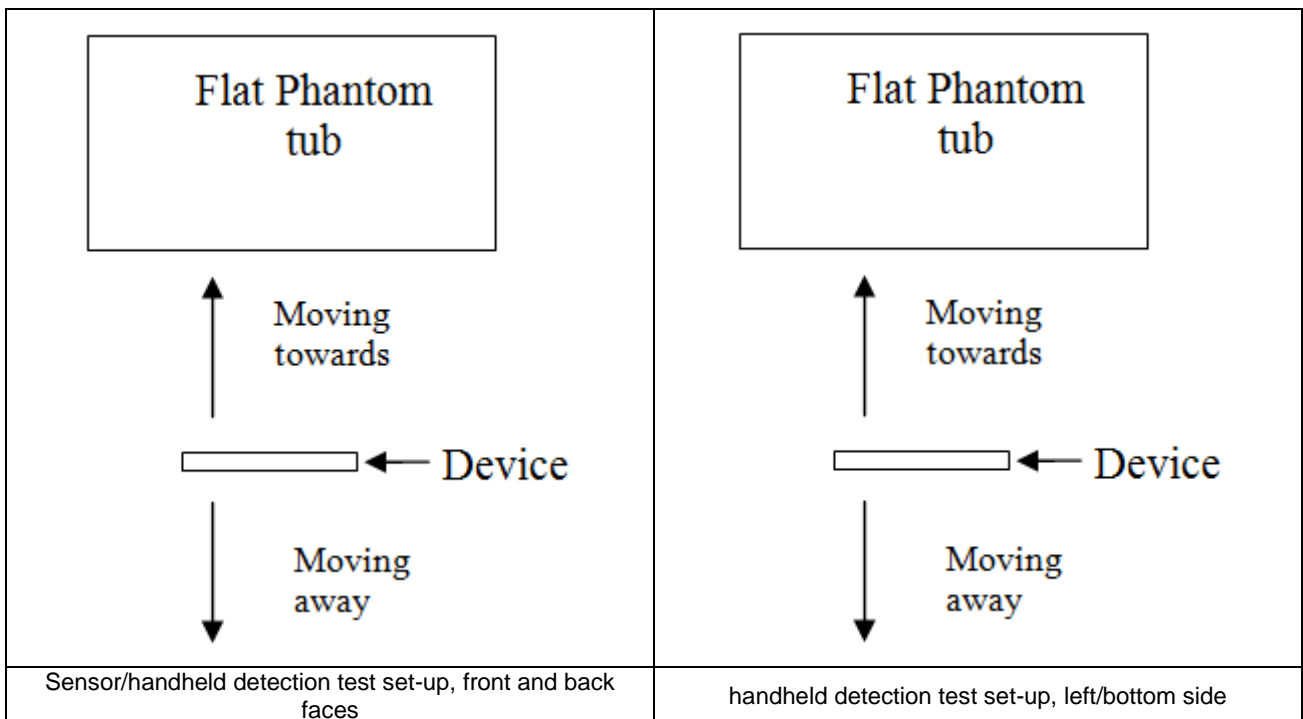 Flat Phantom
tub
Moving
towards
Device
Moving
away
Sensor/handheld detection test set-up, front and back
faces
Flat Phantom
tub
Moving
towards
Device
Moving
away
handheld detection test set-up, left/bottom side